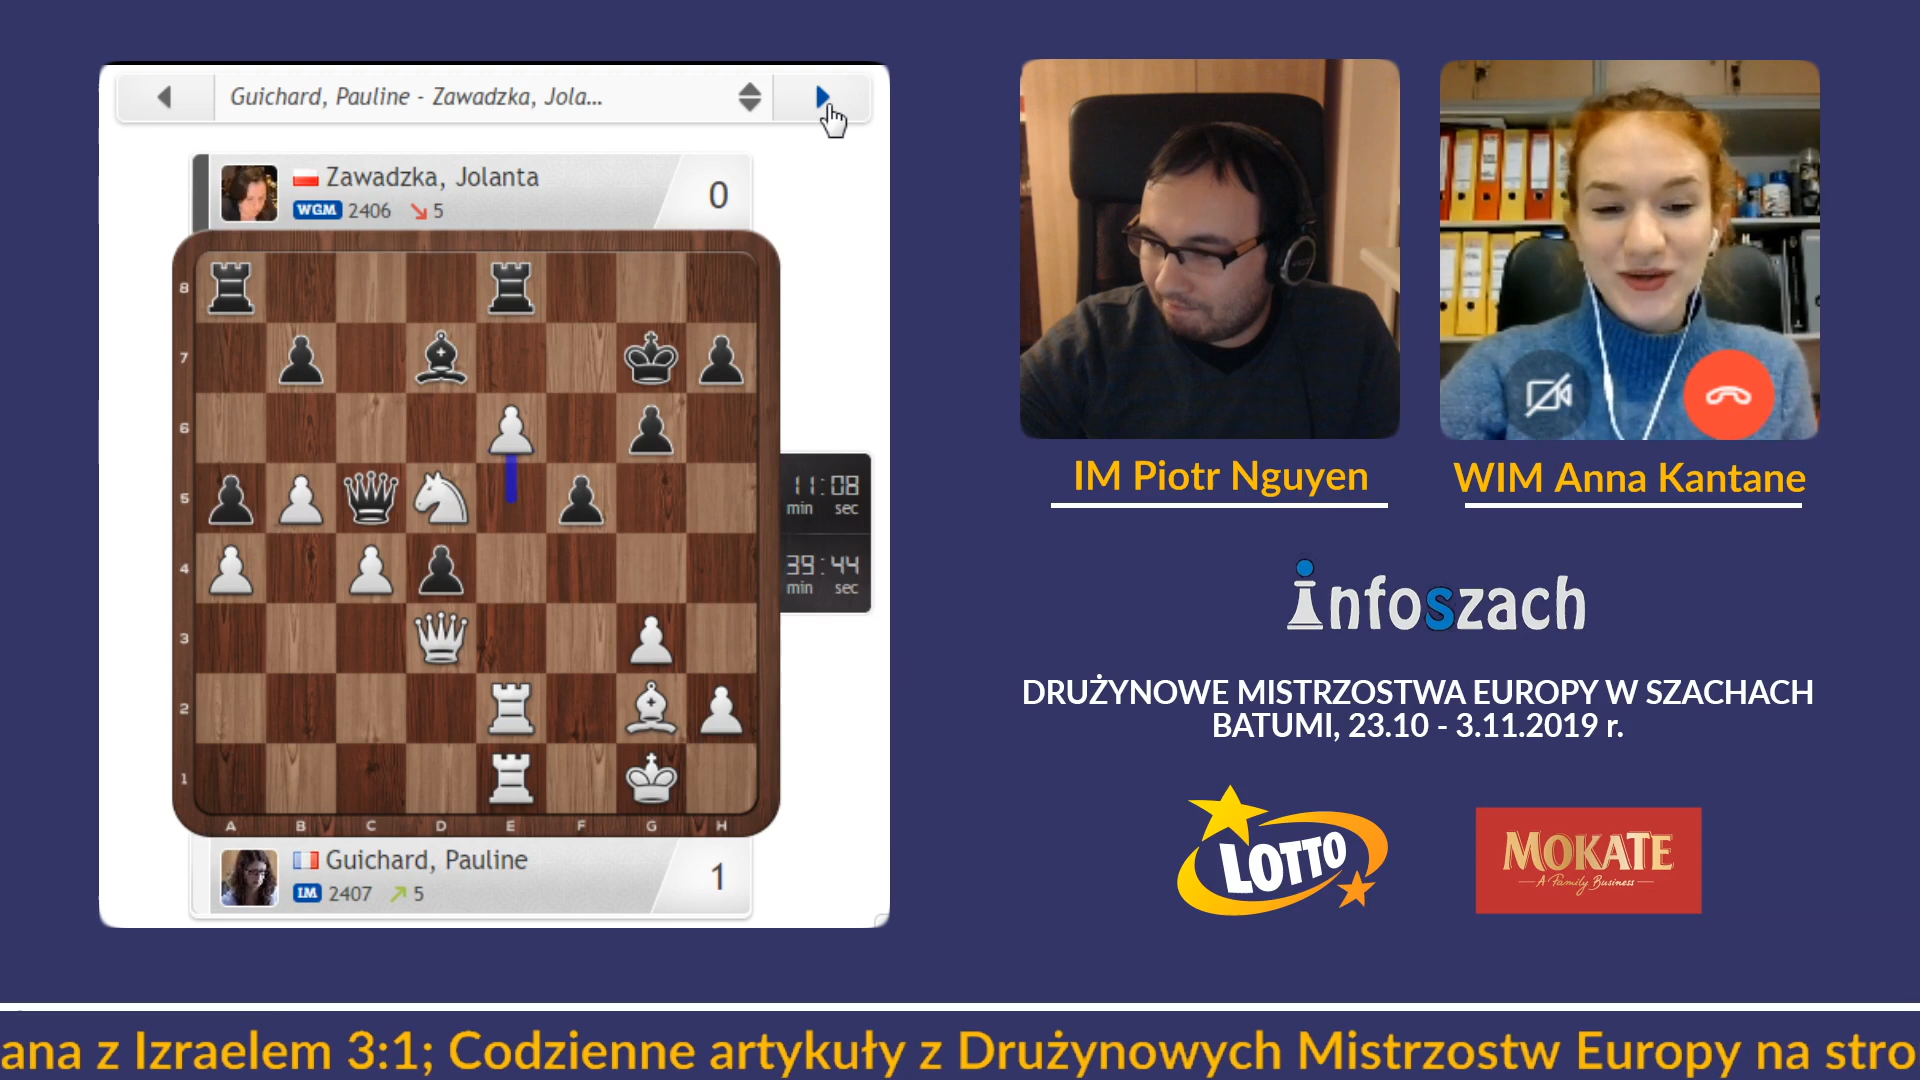 Guichard, Pauline - Zawadzka, Jola...
Zawadzka, Jolanta
WGM 2406 5
0
8
7
6
5
4
3
2
1
A B C D E F G H
11:08
min sec
39:44
min sec
Guichard, Pauline
IM 2407 5
1
IM Piotr Nguyen
WIM Anna Kantane
infoszach
DRUŻYNOWE MISTRZOSTWA EUROPY W SZACHACH
BATUMI, 23.10 - 3.11.2019 r.
LOTTO
MOKATE
A Family Business
ana z Izraelem 3:1; Codzienne artykuły z Drużynowych Mistrzostw Europy na stro